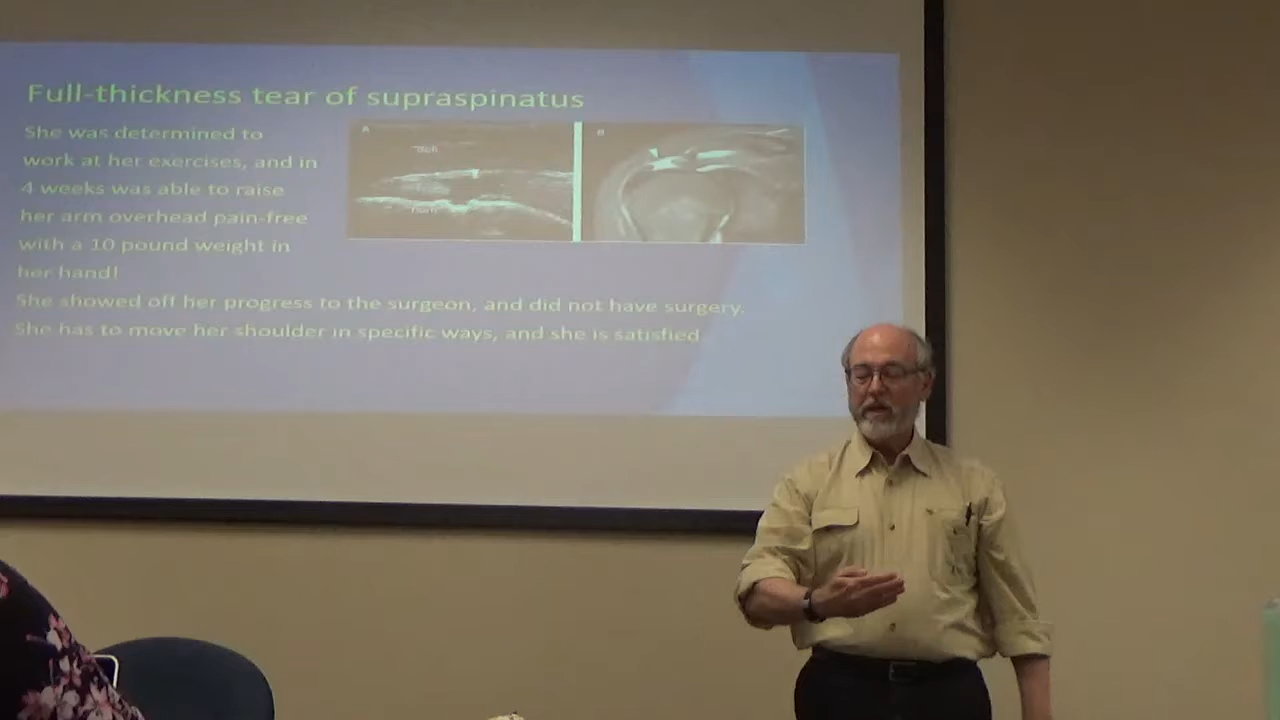 Full-thickness tear of supraspinatus
She was determined to
work at her exercises, and in
4 weeks was able to raise
her arm overhead pain-free
with a 10 pound weight in
her hand!
She showed off her progress to the surgeon, and did not have surgery.
She has to move her shoulder in specific ways, and she is satisfied
A
B